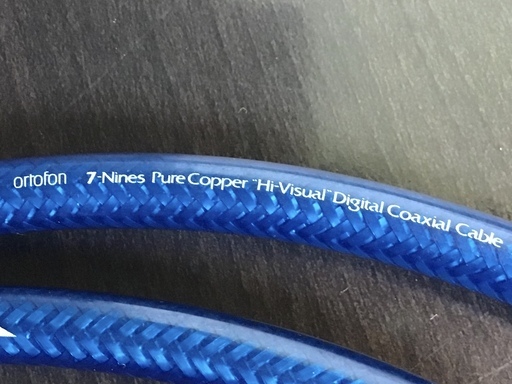 ortofon 7-Nines Pure Copper "Hi-Visual" Digital Coaxial Cable